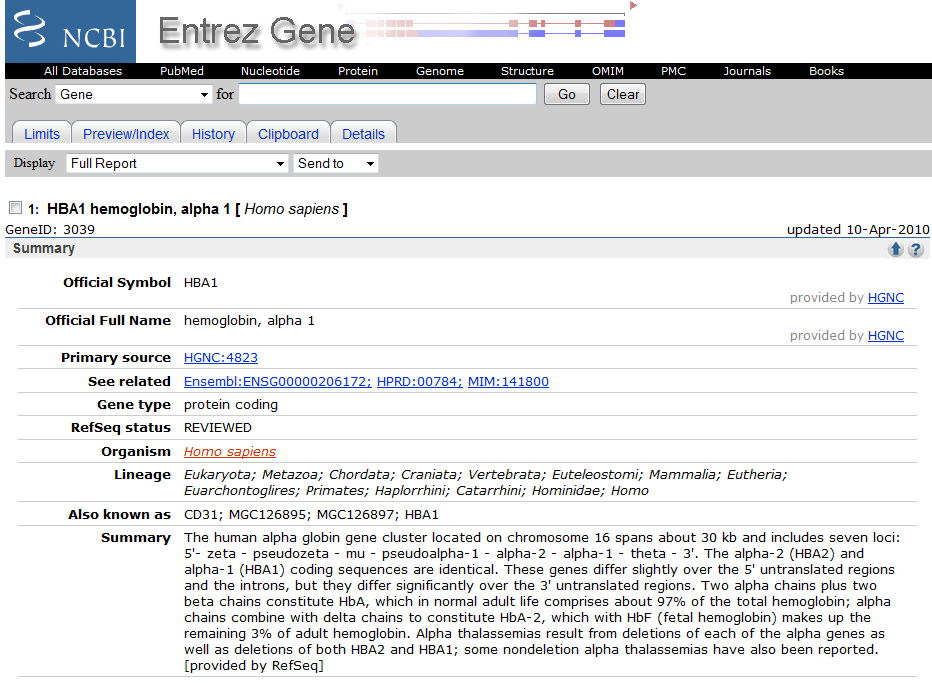 NCBI Entrez Gene
All Databases PubMed Nucleotide Protein Genome Structure OMIM PMC Journals Books
Search Gene for Go Clear
Limits Preview/Index History Clipboard Details
Display Full Report Send to
1: HBA1 hemoglobin, alpha 1 [ Homo sapiens ]
GeneID: 3039 updated 10-Apr-2010
Summary ?
Official Symbol HBA1
provided by HGNC
Official Full Name hemoglobin, alpha 1
provided by HGNC
Primary source HGNC:4823
See related Ensembl:ENSG00000206172; HPRD:00784; MIM:141800
Gene type protein coding
RefSeq status REVIEWED
Organism Homo sapiens
Lineage Eukaryota; Metazoa; Chordata; Craniata; Vertebrata; Euteleostomi; Mammalia; Eutheria;
Euarchontoglires; Primates; Haplorrhini; Catarrhini; Hominidae; Homo
Also known as CD31; MGC126895; MGC126897; HBA1
Summary The human alpha globin gene cluster located on chromosome 16 spans about 30 kb and includes seven loci:
5'- zeta - pseudozeta - mu - pseudoalpha-1 - alpha-2 - alpha-1 - theta - 3'. The alpha-2 (HBA2) and
alpha-1 (HBA1) coding sequences are identical. These genes differ slightly over the 5' untranslated regions
and the introns, but they differ significantly over the 3' untranslated regions. Two alpha chains plus two
beta chains constitute HbA, which in normal adult life comprises about 97% of the total hemoglobin; alpha
chains combine with delta chains to constitute HbA-2, which with HbF (fetal hemoglobin) makes up the
remaining 3% of adult hemoglobin. Alpha thalassemias result from deletions of each of the alpha genes as
well as deletions of both HBA2 and HBA1; some nondeletion alpha thalassemias have also been reported.
[provided by RefSeq]